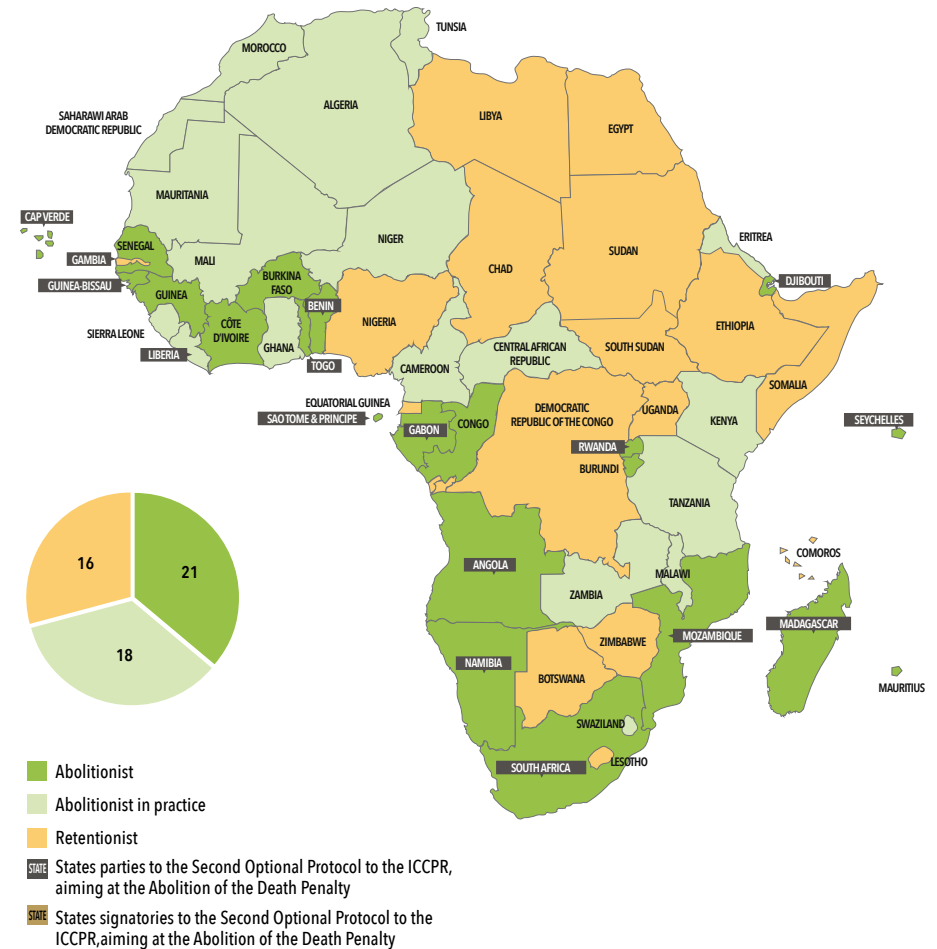 TUNSIA
MOROCCO
ALGERIA
LIBYA
EGYPT
SAHARAWI ARAB
DEMOCRATIC REPUBLIC
MAURITANIA
CAP VERDE
SENEGAL
GAMBIA
GUINEA-BISSAU
GUINEA
MALI
NIGER
CHAD
SUDAN
ERITREA
DJIBOUTI
BURKINA
FASO
BENIN
NIGERIA
SIERRA LEONE
LIBERIA
CÔTE
D'IVOIRE
GHANA
TOGO
CAMEROON
CENTRAL AFRICAN
REPUBLIC
SOUTH SUDAN
ETHIOPIA
SOMALIA
EQUATORIAL GUINEA
SAO TOME & PRINCIPE
GABON
CONGO
DEMOCRATIC
REPUBLIC OF THE CONGO
UGANDA
KENYA
SEYCHELLES
RWANDA
BURUNDI
TANZANIA
COMOROS
ANGOLA
ZAMBIA
MALAWI
MOZAMBIQUE
MADAGASCAR
ZIMBABWE
NAMIBIA
BOTSWANA
MAURITIUS
SWAZILAND
SOUTH AFRICA
LESOTHO
16
21
18
Abolitionist
Abolitionist in practice
Retentionist
STATE States parties to the Second Optional Protocol to the ICCPR,
aiming at the Abolition of the Death Penalty
STATE States signatories to the Second Optional Protocol to the
ICCPR,aiming at the Abolition of the Death Penalty